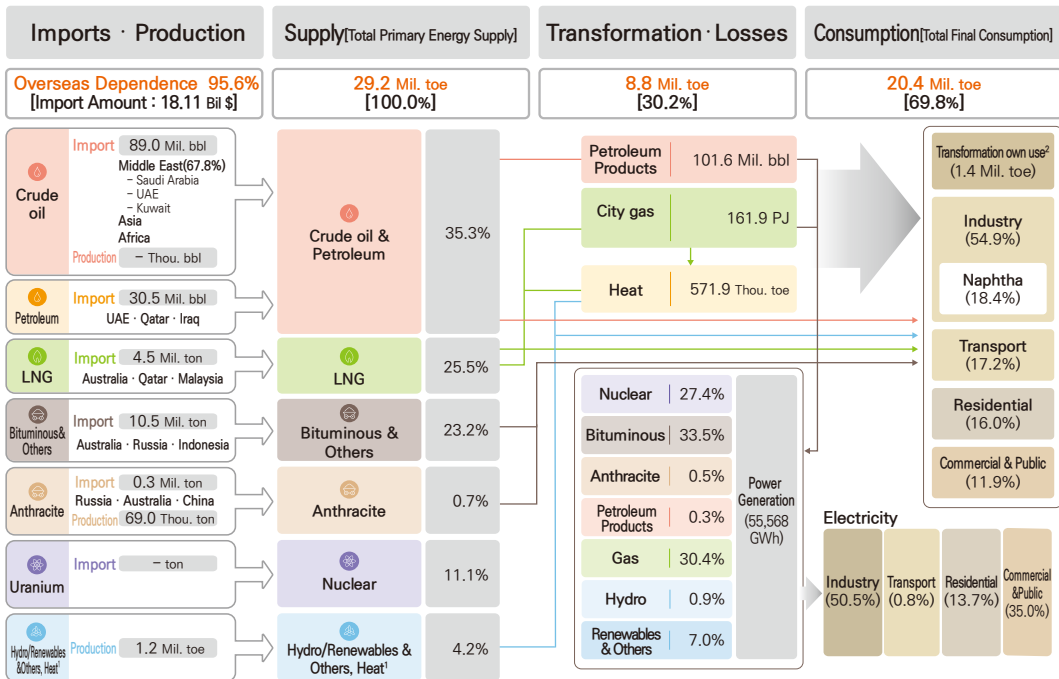 Imports · Production
Supply[Total Primary Energy Supply]
Transformation · Losses
Consumption[Total Final Consumption]
Overseas Dependence 95.6%
[Import Amount : 18.11 Bil $]
29.2 Mil. toe
[100.0%]
8.8 Mil. toe
[30.2%]
20.4 Mil. toe
[69.8%]
Crude
oil
Import 89.0 Mil. bbl
Middle East(67.8%)
– Saudi Arabia
– UAE
– Kuwait
Asia
Africa
Production – Thou. bbl
Petroleum
Import 30.5 Mil. bbl
UAE · Qatar · Iraq
LNG
Import 4.5 Mil. ton
Australia · Qatar · Malaysia
Bituminous&
Others
Import 10.5 Mil. ton
Australia · Russia · Indonesia
Anthracite
Import 0.3 Mil. ton
Russia · Australia · China
Production 69.0 Thou. ton
Uranium
Import – ton
Hydro/Renewables
&Others, Heat¹
Production 1.2 Mil. toe
Crude oil &
Petroleum
35.3%
LNG
25.5%
Bituminous &
Others
23.2%
Anthracite
0.7%
Nuclear
11.1%
Hydro/Renewables &
Others, Heat¹
4.2%
Petroleum
Products
101.6 Mil. bbl
City gas
161.9 PJ
Heat
571.9 Thou. toe
Nuclear 27.4%
Bituminous 33.5%
Anthracite 0.5%
Petroleum
Products
0.3%
Gas 30.4%
Hydro 0.9%
Renewables
& Others
7.0%
Power
Generation
(55,568
GWh)
Transformation own use²
(1.4 Mil. toe)
Industry
(54.9%)
Naphtha
(18.4%)
Transport
(17.2%)
Residential
(16.0%)
Commercial & Public
(11.9%)
Electricity
Industry
(50.5%)
Transport
(0.8%)
Residential
(13.7%)
Commercial
&Public
(35.0%)